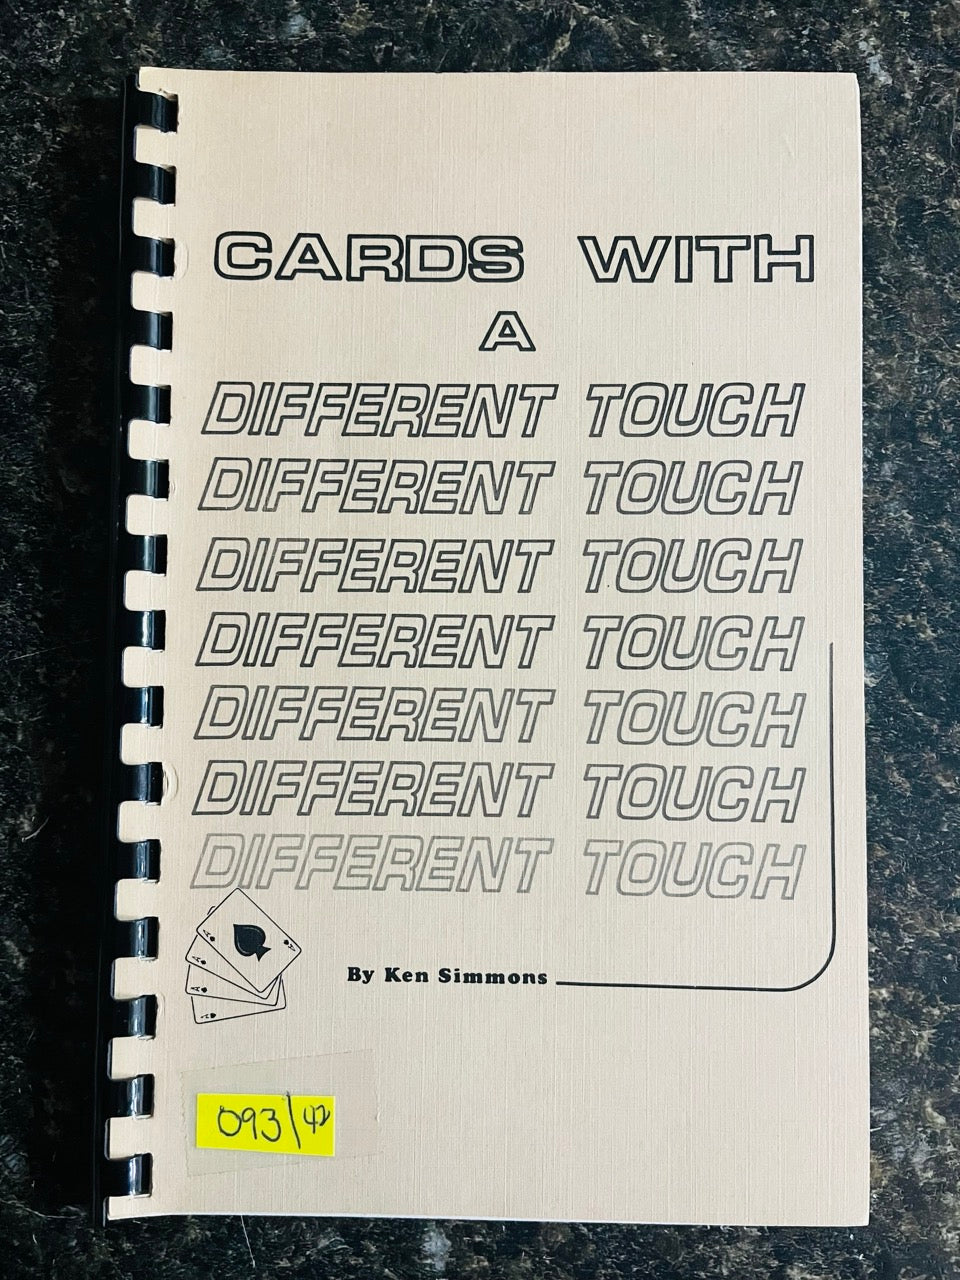 CARDS WITH
A
DIFFERENT TOUCH
DIFFERENT TOUCH
DIFFERENT TOUCH
DIFFERENT TOUCH
DIFFERENT TOUCH
DIFFERENT TOUCH
DIFFERENT TOUCH
By Ken Simmons
093/42